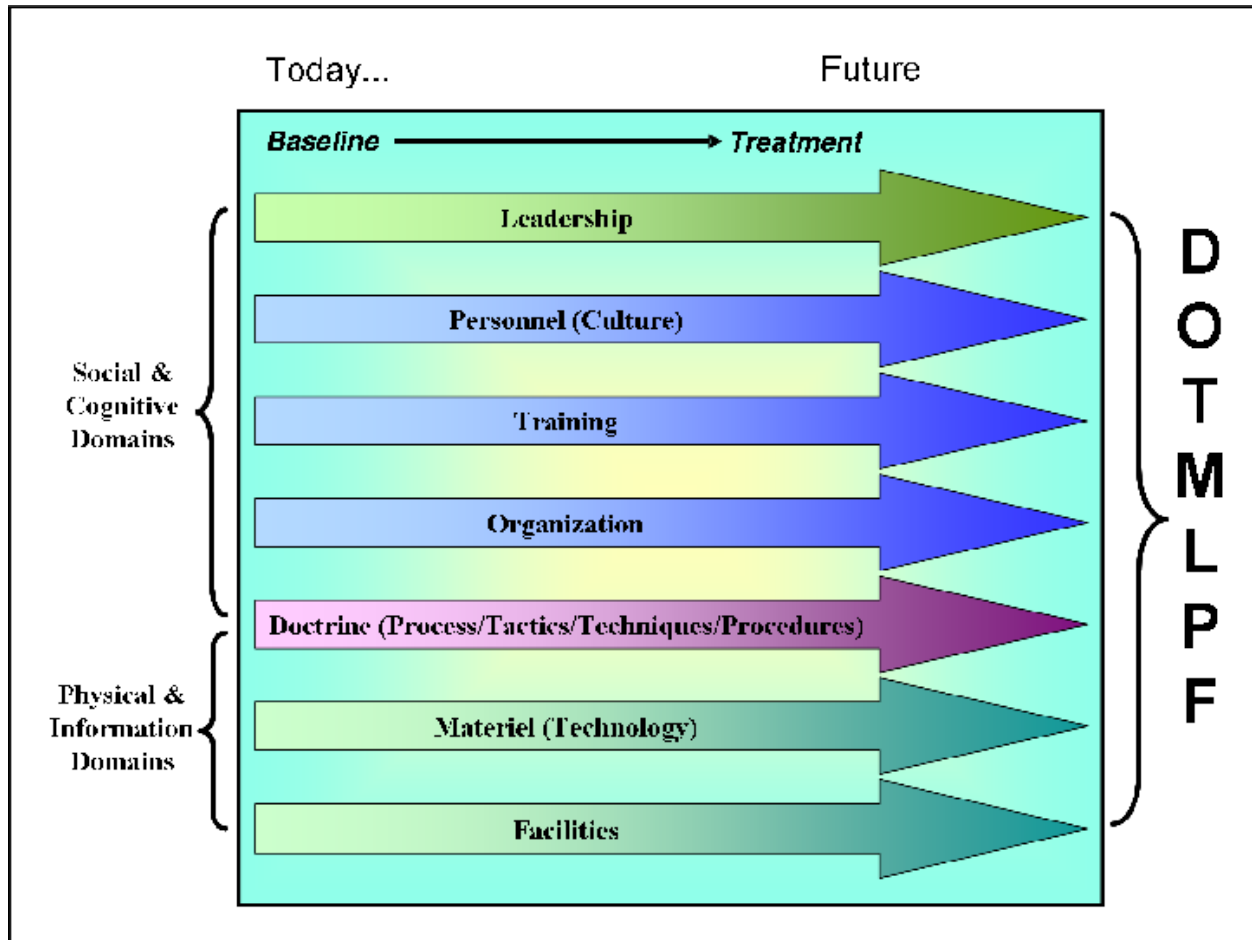 Today... Future
Baseline Treatment
Leadership
Personnel (Culture)
Training
Organization
Doctrine (Process/Tactics/Techniques/Procedures)
Materiel (Technology)
Facilities
Social &
Cognitive
Domains
Physical &
Information
Domains
D
O
T
M
L
P
F